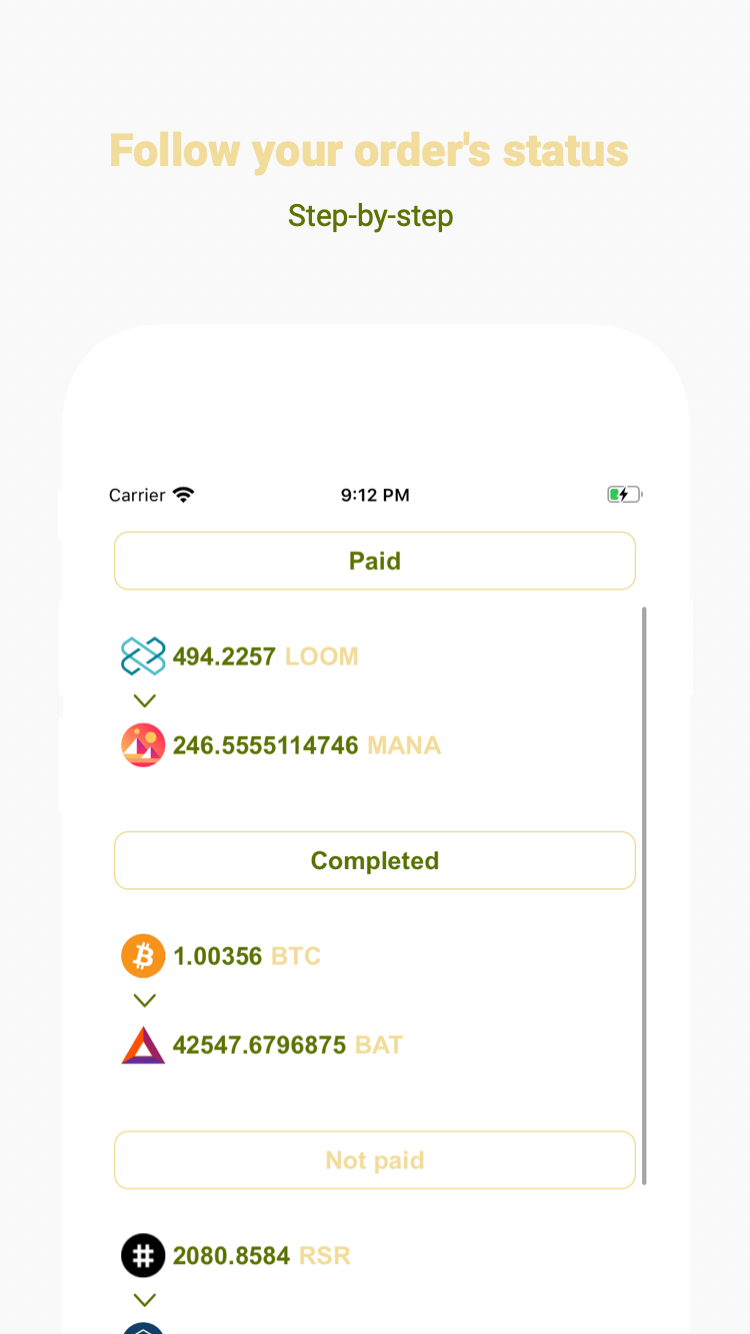 Follow your order's status
Step-by-step
Carrier 9:12 PM
Paid
494.2257 LOOM
246.5555114746 MANA
Completed
1.00356 BTC
42547.6796875 BAT
Not paid
2080.8584 RSR